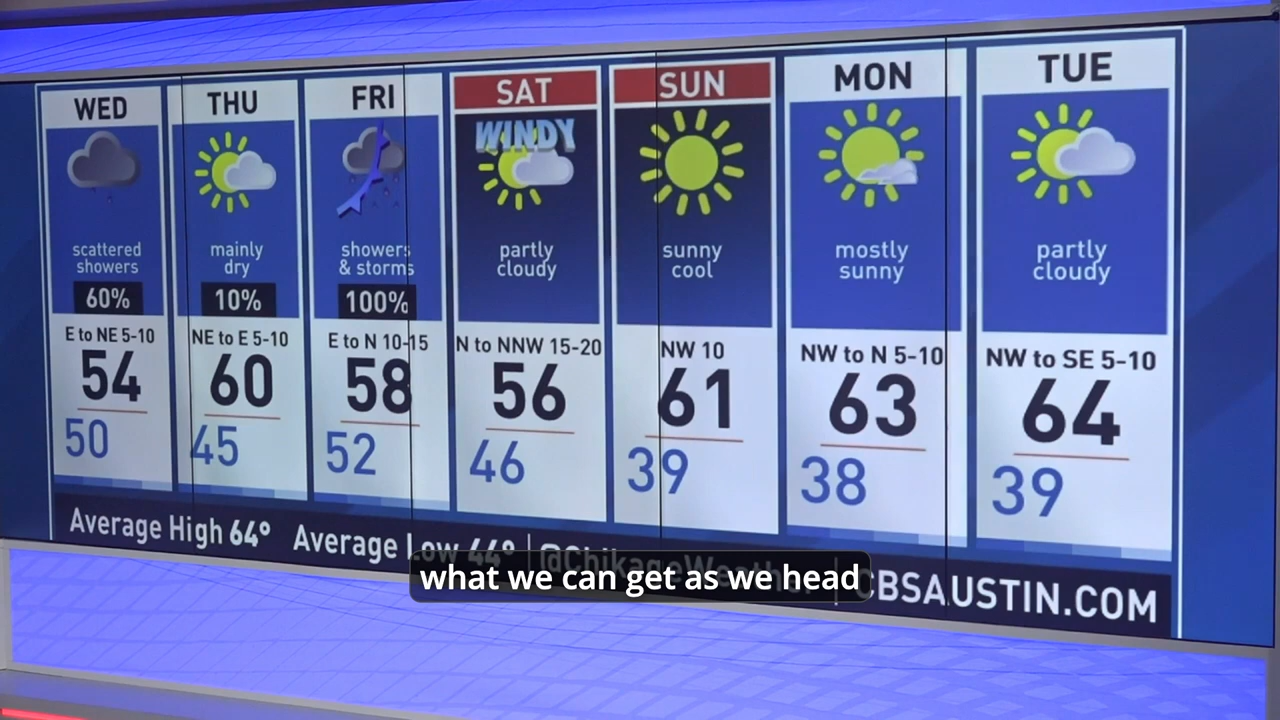 WED
THU
FRI
SAT
SUN
MON
TUE
WINDY
scattered
showers
mainly
dry
showers
& storms
partly
cloudy
sunny
cool
mostly
sunny
partly
cloudy
60%
10%
100%
E to NE 5-10
NE to E 5-10
E to N 10-15
N to NNW 15-20
NW 10
NW to N 5-10
NW to SE 5-10
54
60
58
56
61
63
64
50
45
52
46
39
38
39
Average High 64° Average Low 44° | @ChikageWeather | CBSAUSTIN.COM
what we can get as we head